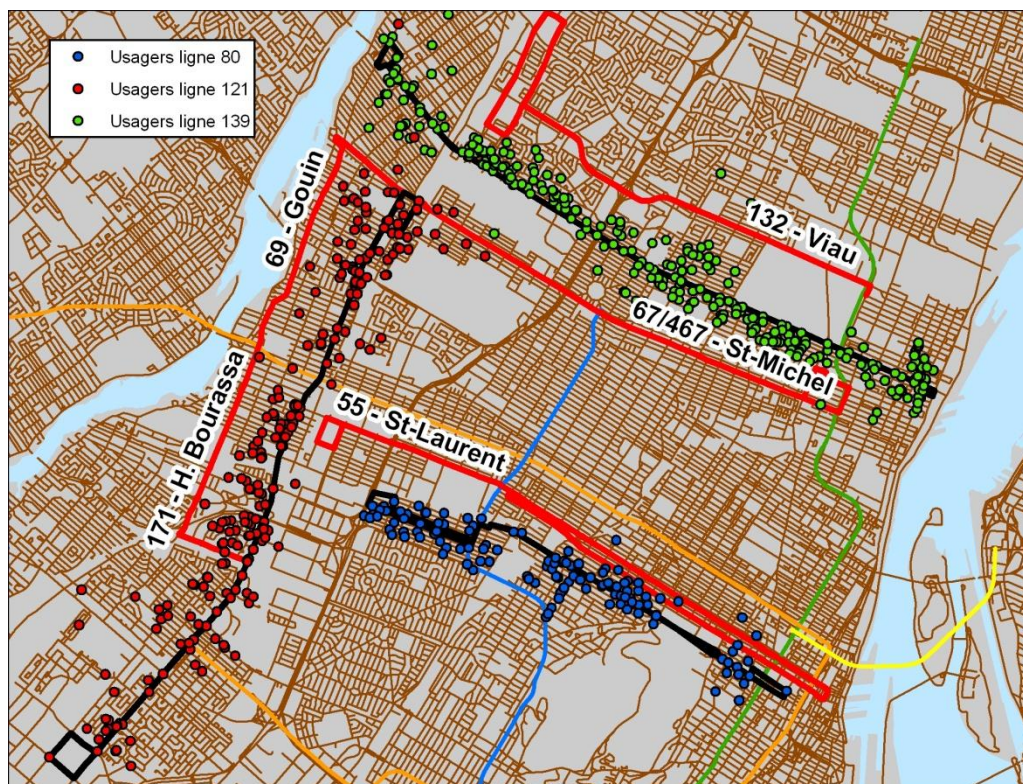 Usagers ligne 80
Usagers ligne 121
Usagers ligne 139
69 - Gouin
132 - Viau
67/467 - St-Michel
171 - H. Bourassa
55 - St-Laurent